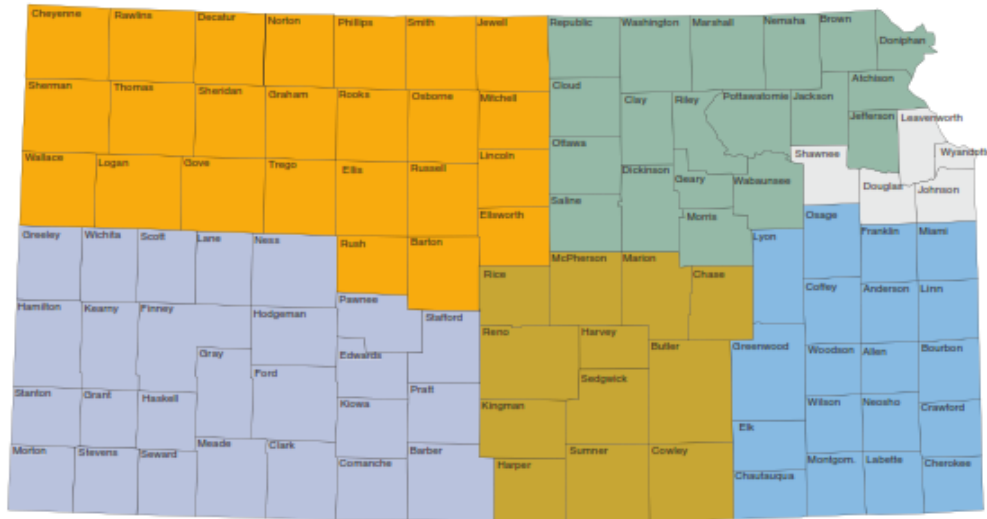 Cheyenne
Rawlins
Decatur
Norton
Phillips
Smith
Jewell
Republic
Washington
Marshall
Nemaha
Brown
Doniphan
Sherman
Thomas
Sheridan
Graham
Rooks
Osborne
Mitchell
Cloud
Clay
Riley
Pottawatomie
Jackson
Atchison
Jefferson
Leavenworth
Wyandott
Wallace
Logan
Gove
Trego
Ellis
Russell
Lincoln
Ottawa
Dickinson
Geary
Wabaunsee
Shawnee
Douglas
Johnson
Ellsworth
Saline
Morris
Osage
Greeley
Wichita
Scott
Lane
Ness
Rush
Barton
Rice
McPherson
Marion
Chase
Lyon
Franklin
Miami
Hamilton
Kearny
Finney
Hodgeman
Pawnee
Stafford
Reno
Harvey
Butler
Greenwood
Coffey
Anderson
Linn
Gray
Ford
Edwards
Sedgwick
Woodson
Allen
Bourbon
Stanton
Grant
Haskell
Kiowa
Pratt
Kingman
Wilson
Neosho
Crawford
Morton
Stevens
Seward
Meade
Clark
Comanche
Barber
Harper
Sumner
Cowley
Elk
Chautauqua
Montgom.
Labette
Cherokee